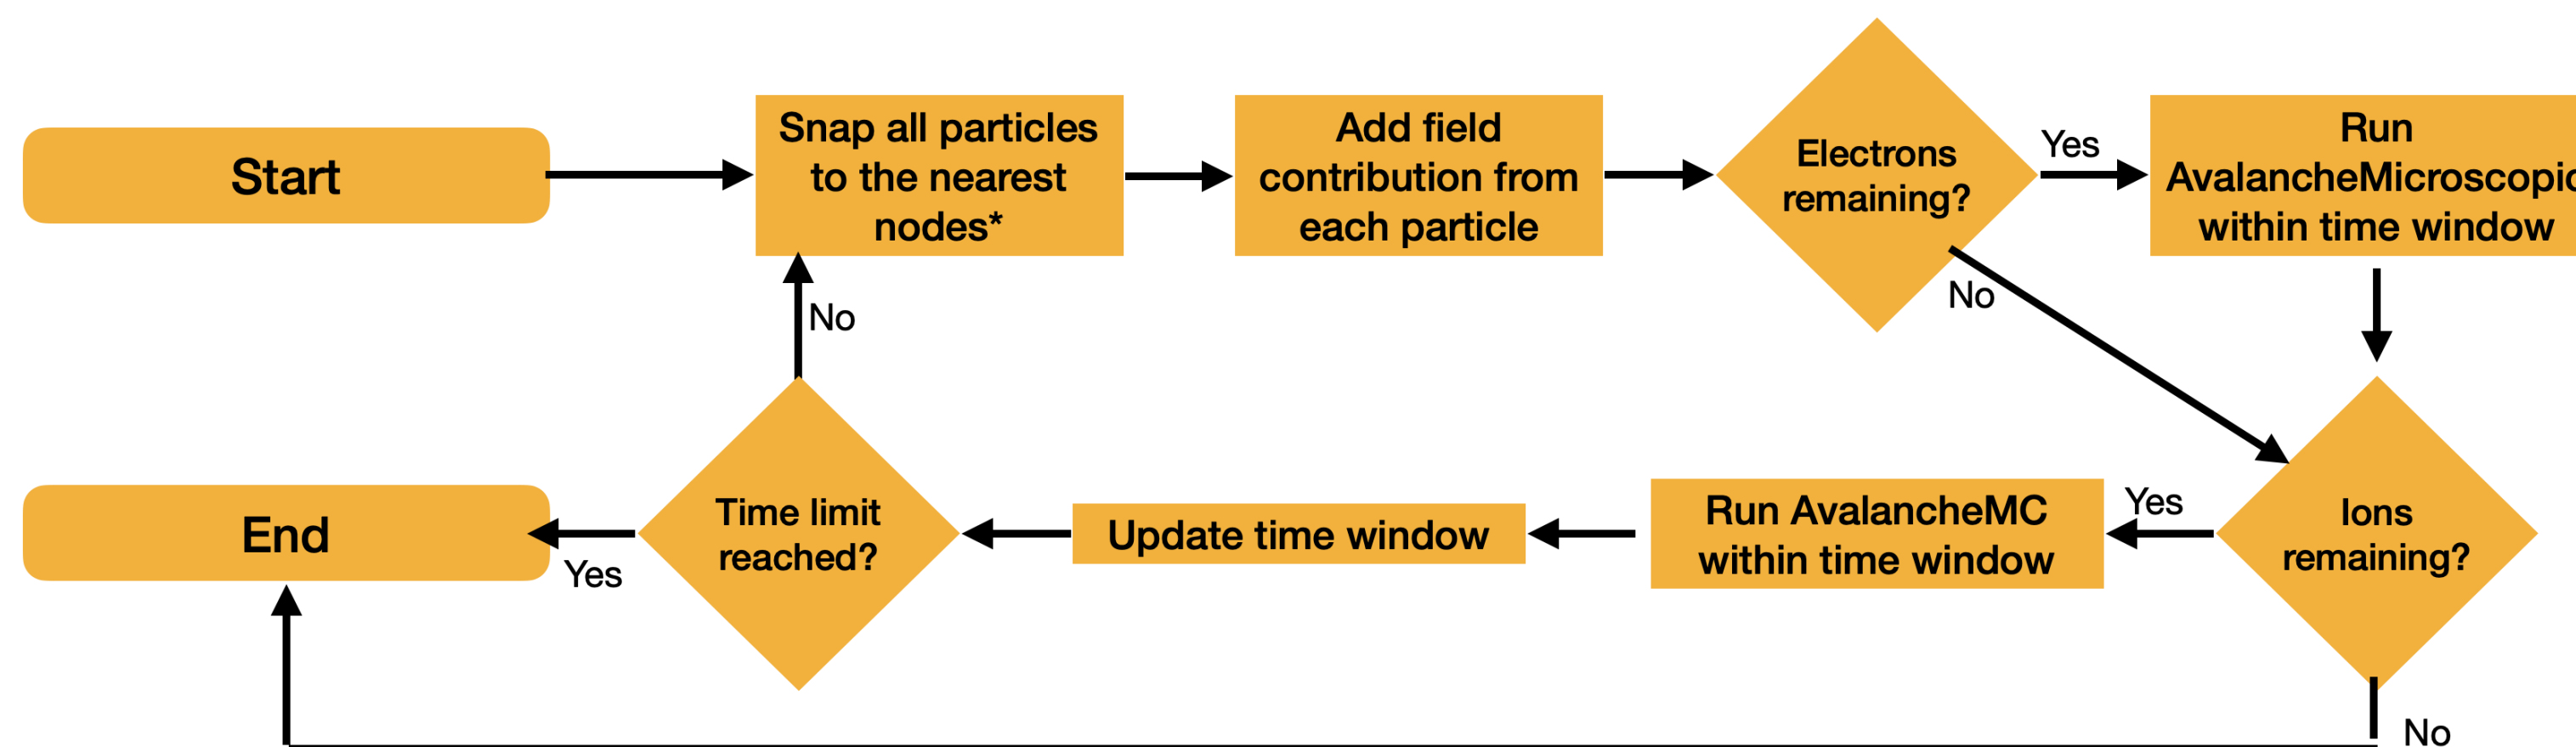 Start
Snap all particles
to the nearest
nodes*
Add field
contribution from
each particle
Electrons
remaining?
Yes
Run
AvalancheMicroscopic
within time window
No
No
End
Yes
Time limit
reached?
Update time window
Run AvalancheMC
within time window
Yes
Ions
remaining?
No